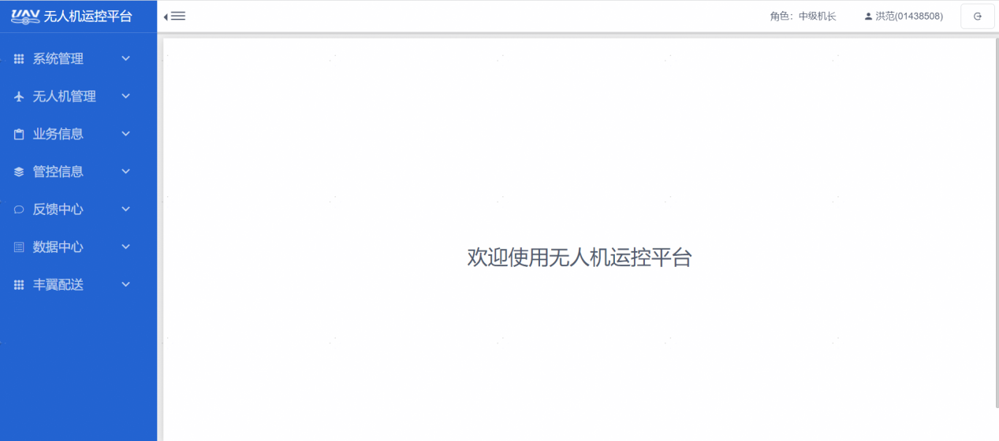 UAV 无人机运控平台
角色：中级机长
洪范(01438508)
系统管理
无人机管理
业务信息
管控信息
反馈中心
数据中心
丰翼配送
欢迎使用无人机运控平台